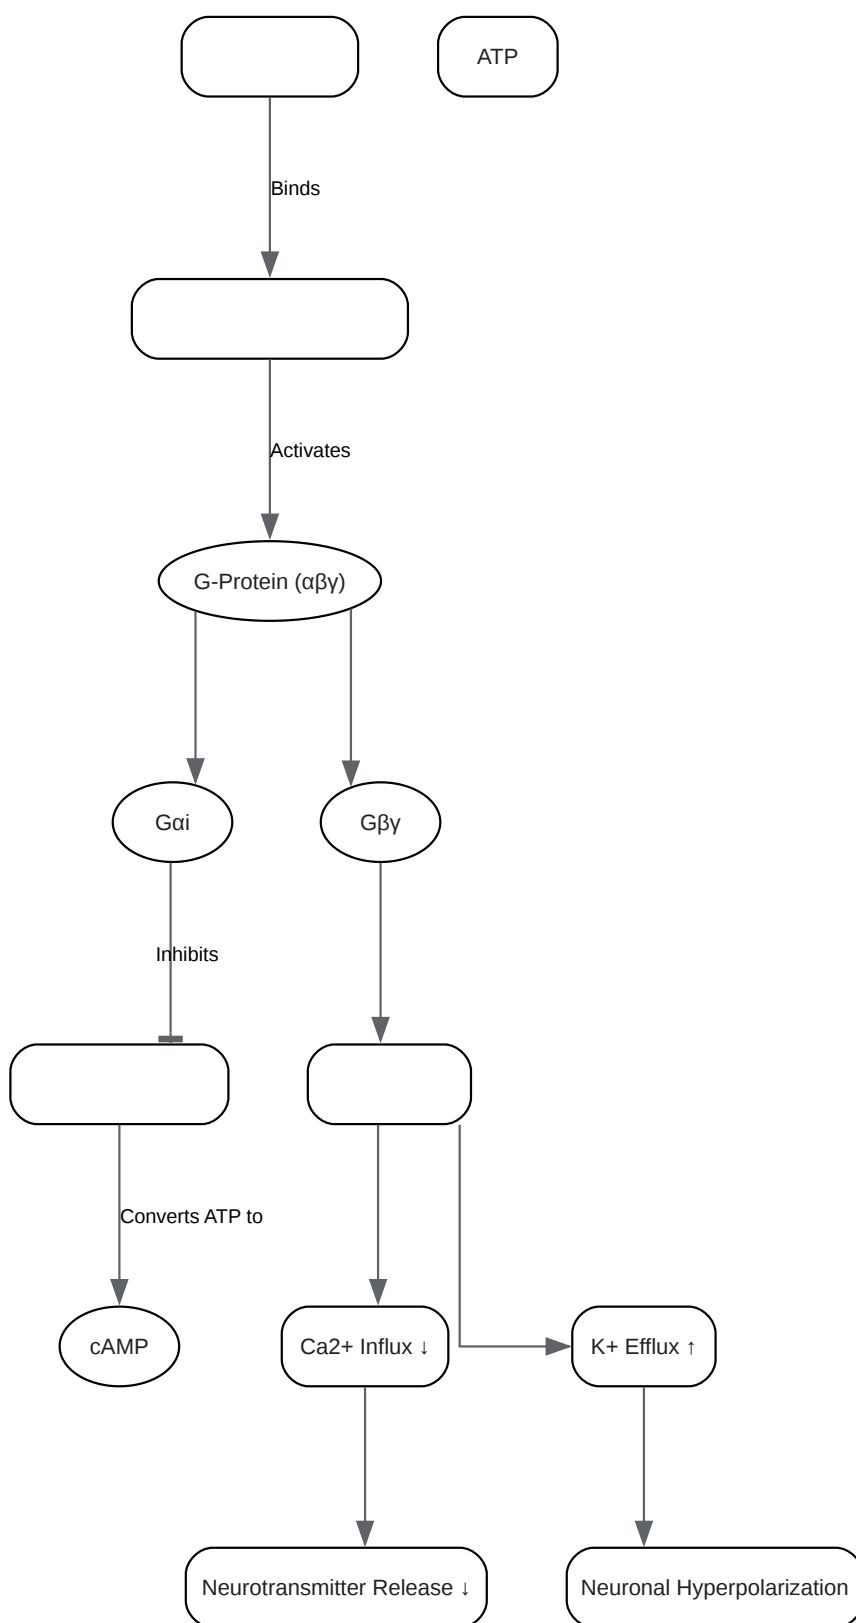 ATP
Binds
Activates
G-Protein (αβγ)
Gαi
Gβγ
Inhibits
Converts ATP to
cAMP
Ca2+ Influx ↓
K+ Efflux ↑
Neurotransmitter Release ↓
Neuronal Hyperpolarization